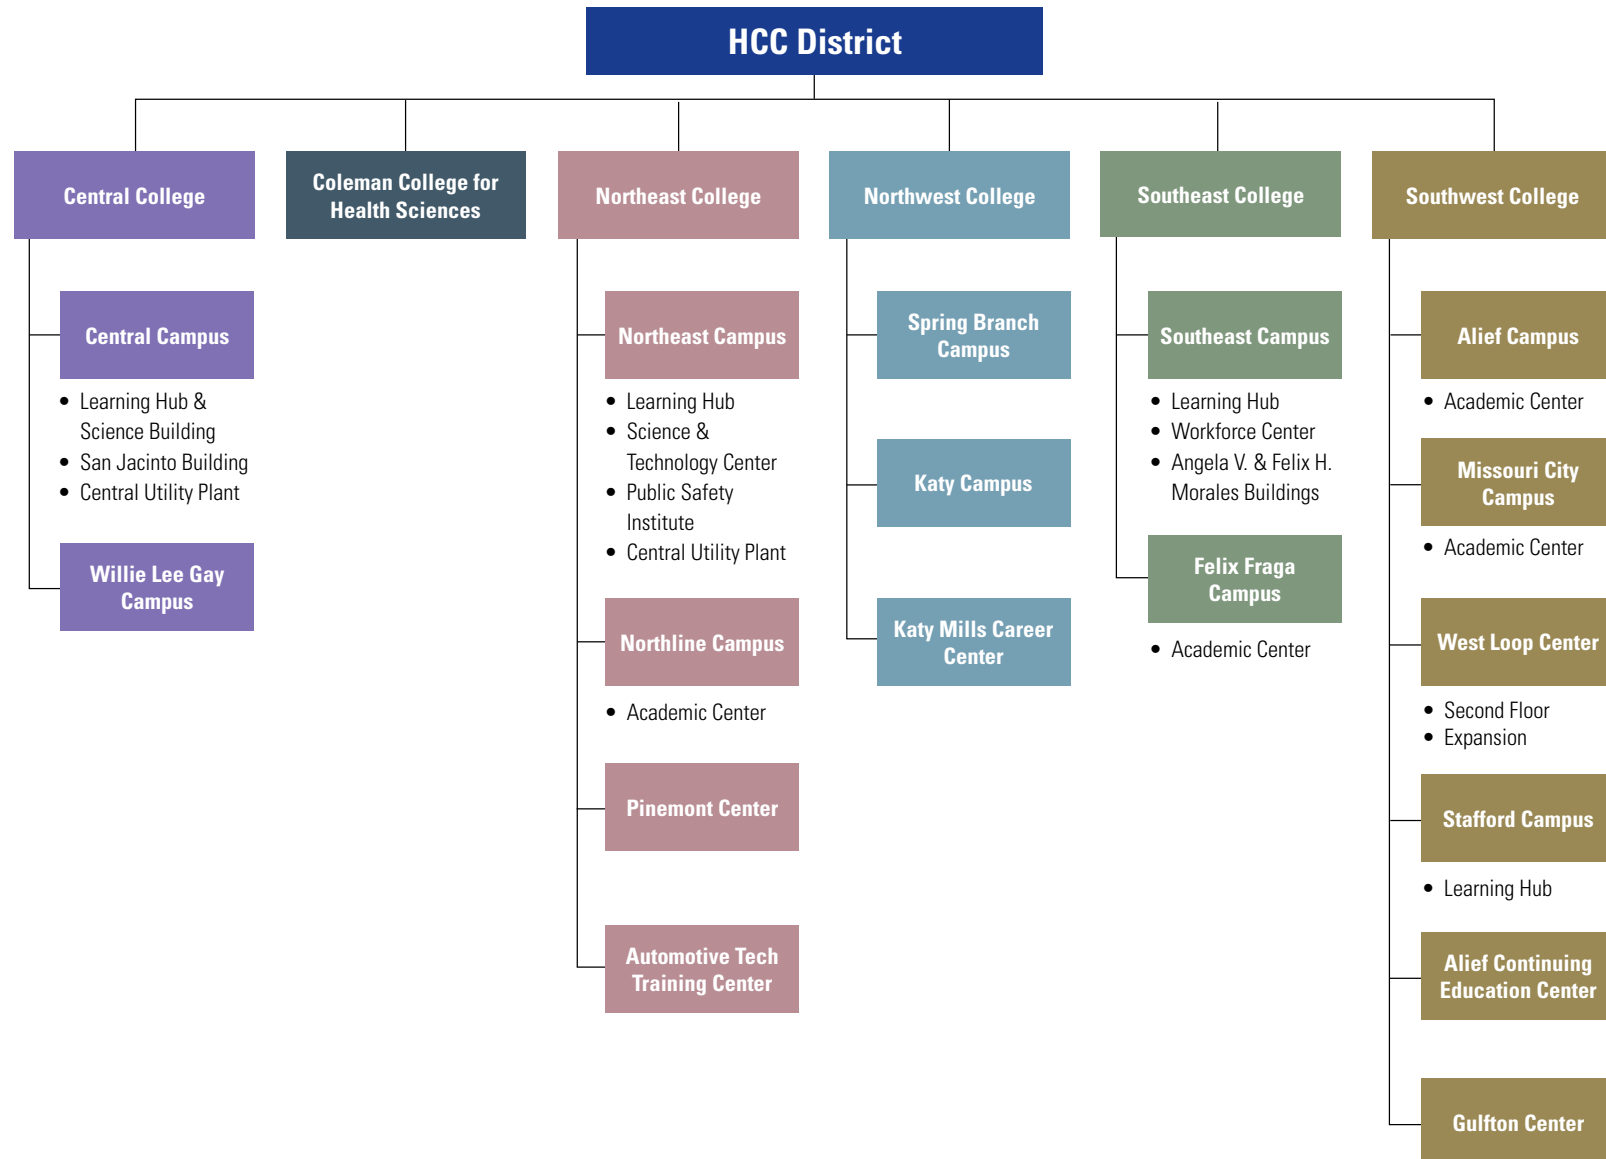 HCC District
Central College
Coleman College for
Health Sciences
Northeast College
Northwest College
Southeast College
Southwest College
Central Campus
• Learning Hub &
Science Building
• San Jacinto Building
• Central Utility Plant
Willie Lee Gay
Campus
Northeast Campus
• Learning Hub
• Science &
Technology Center
• Public Safety
Institute
• Central Utility Plant
Northline Campus
• Academic Center
Pinemont Center
Automotive Tech
Training Center
Spring Branch
Campus
Katy Campus
Katy Mills Career
Center
Southeast Campus
• Learning Hub
• Workforce Center
• Angela V. & Felix H.
Morales Buildings
Felix Fraga
Campus
• Academic Center
Alief Campus
• Academic Center
Missouri City
Campus
• Academic Center
West Loop Center
• Second Floor
• Expansion
Stafford Campus
• Learning Hub
Alief Continuing
Education Center
Gulfton Center